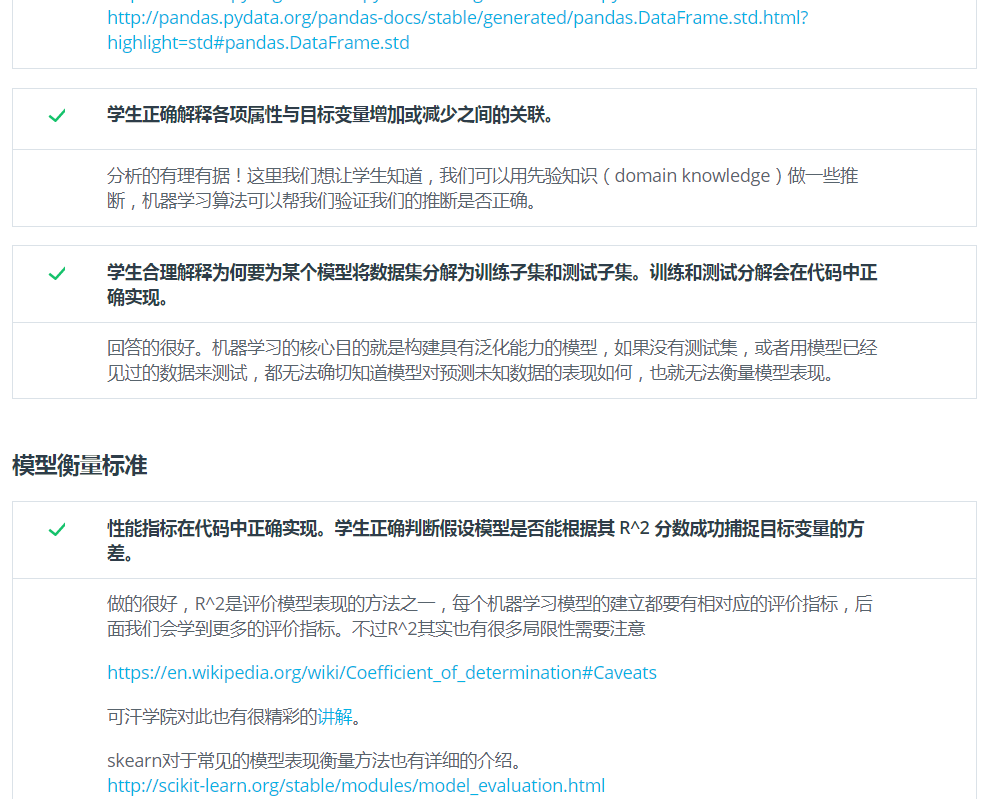 http://pandas.pydata.org/pandas-docs/stable/generated/pandas.DataFrame.std.html?
highlight=std#pandas.DataFrame.std
学生正确解释各项属性与目标变量增加或减少之间的关联。
分析的有理有据！这里我们想让学生知道，我们可以用先验知识（domain knowledge）做一些推
断，机器学习算法可以帮我们验证我们的推断是否正确。
学生合理解释为何要为某个模型将数据集分解为训练子集和测试子集。训练和测试分解会在代码中正
确实现。
回答的很好。机器学习的核心目的就是构建具有泛化能力的模型，如果没有测试集，或者用模型已经
见过的数据来测试，都无法确切知道模型对预测未知数据的表现如何，也就无法衡量模型表现。
模型衡量标准
性能指标在代码中正确实现。学生正确判断假设模型是否能根据其 R^2 分数成功捕捉目标变量的方
差。
做的很好，R^2是评价模型表现的方法之一，每个机器学习模型的建立都要有相对应的评价指标，后
面我们会学到更多的评价指标。不过R^2其实也有很多局限性需要注意
https://en.wikipedia.org/wiki/Coefficient_of_determination#Caveats
可汗学院对此也有很精彩的讲解。
skearn对于常见的模型表现衡量方法也有详细的介绍。
http://scikit-learn.org/stable/modules/model_evaluation.html